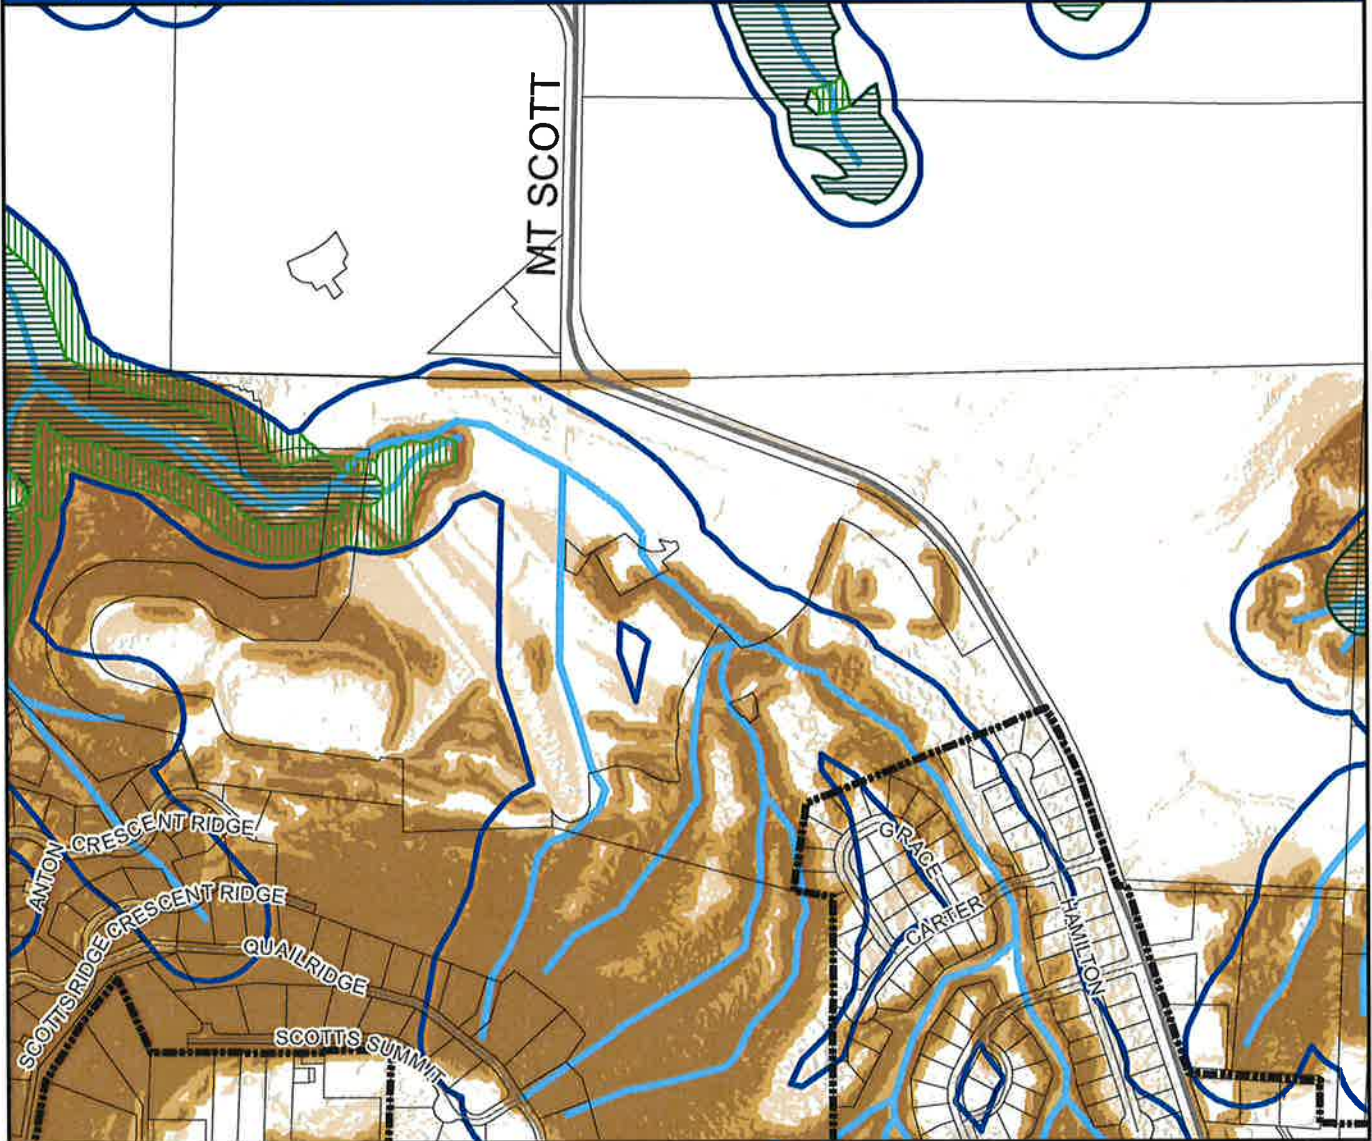 MT SCOTT
ANTON
CRESCENT RIDGE
SCOTTS RIDGE
CRESCENT RIDGE
QUAILRIDGE
SCOTTS SUMMIT
GRACE
CARTER
HAMILTON